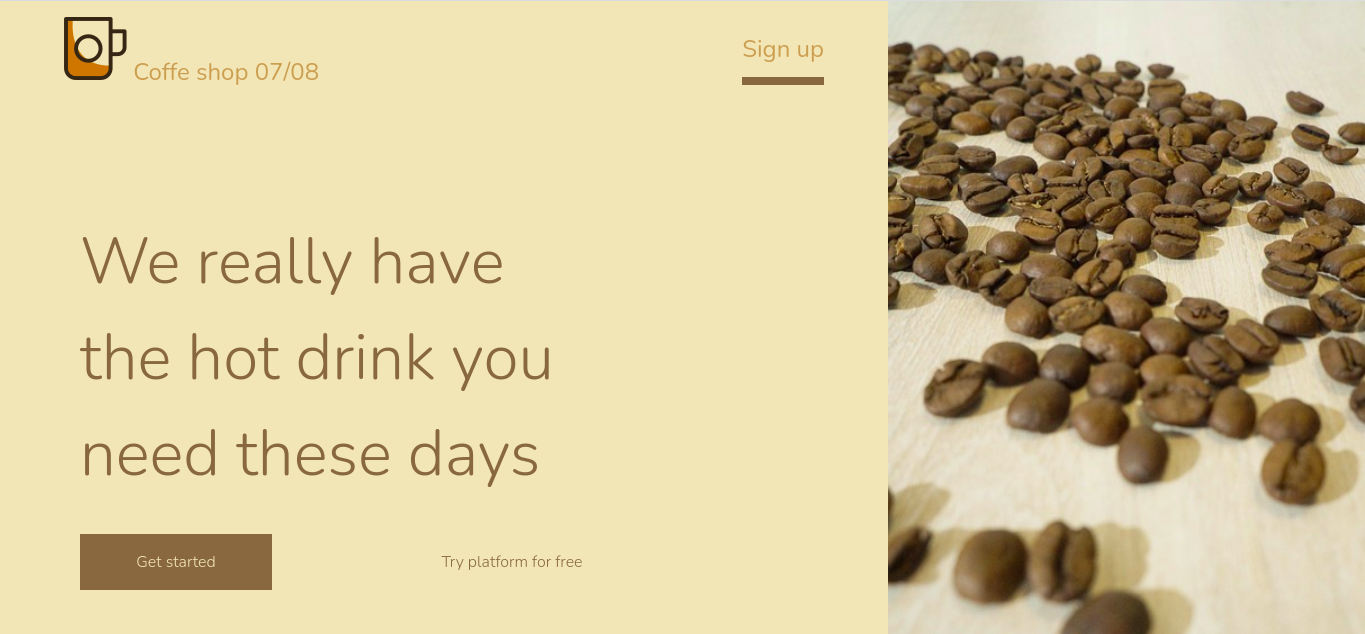 Coffe shop 07/08
Sign up
We really have
the hot drink you
need these days
Get started
Try platform for free